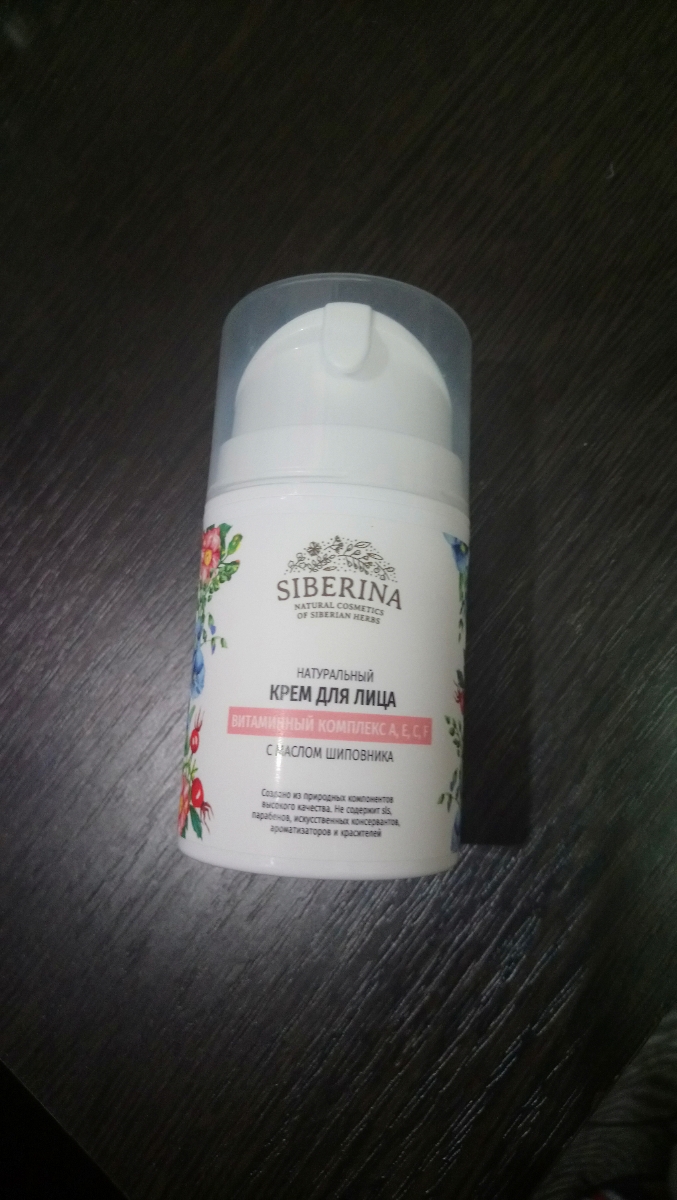 SIBERINA
NATURAL COSMETICS
OF SIBERIAN HERBS
НАТУРАЛЬНЫЙ
КРЕМ ДЛЯ ЛИЦА
ВИТАМИННЫЙ КОМПЛЕКС A, E, C, F
С МАСЛОМ ШИПОВНИКА
Создано из природных компонентов
высокого качества. Не содержит sls,
парабенов, искусственных консервантов,
ароматизаторов и красителей